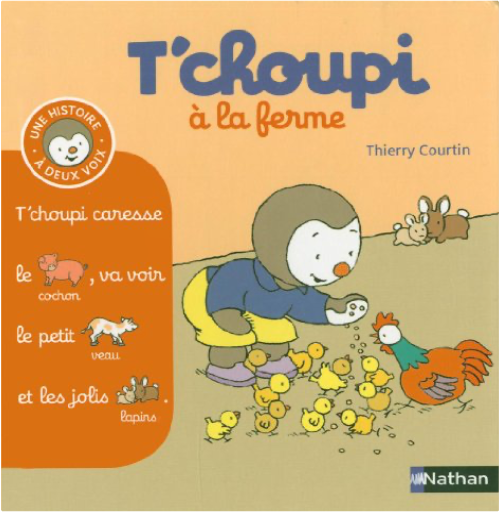 T'choupi
à la ferme
Thierry Courtin
UNE HISTOIRE
À DEUX VOIX
T'choupi caresse
le , va voir
cochon
le petit
veau
et les jolis .
lapins
Nathan